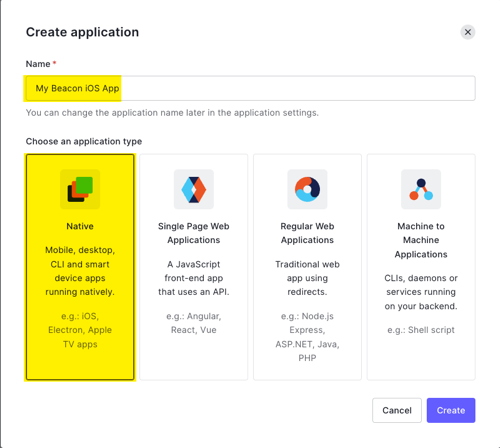 Create application
Name *
My Beacon iOS App
You can change the application name later in the application settings.
Choose an application type
Native
Mobile, desktop,
CLI and smart
device apps
running natively.
e.g.: iOS,
Electron, Apple
TV apps
Single Page Web
Applications
A JavaScript
front-end app
that uses an API.
e.g.: Angular,
React, Vue
Regular Web
Applications
Traditional web
app using
redirects.
e.g.: Node.js
Express,
ASP.NET, Java,
PHP
Machine to
Machine
Applications
CLIs, daemons or
services running
on your backend.
e.g.: Shell script
Cancel
Create